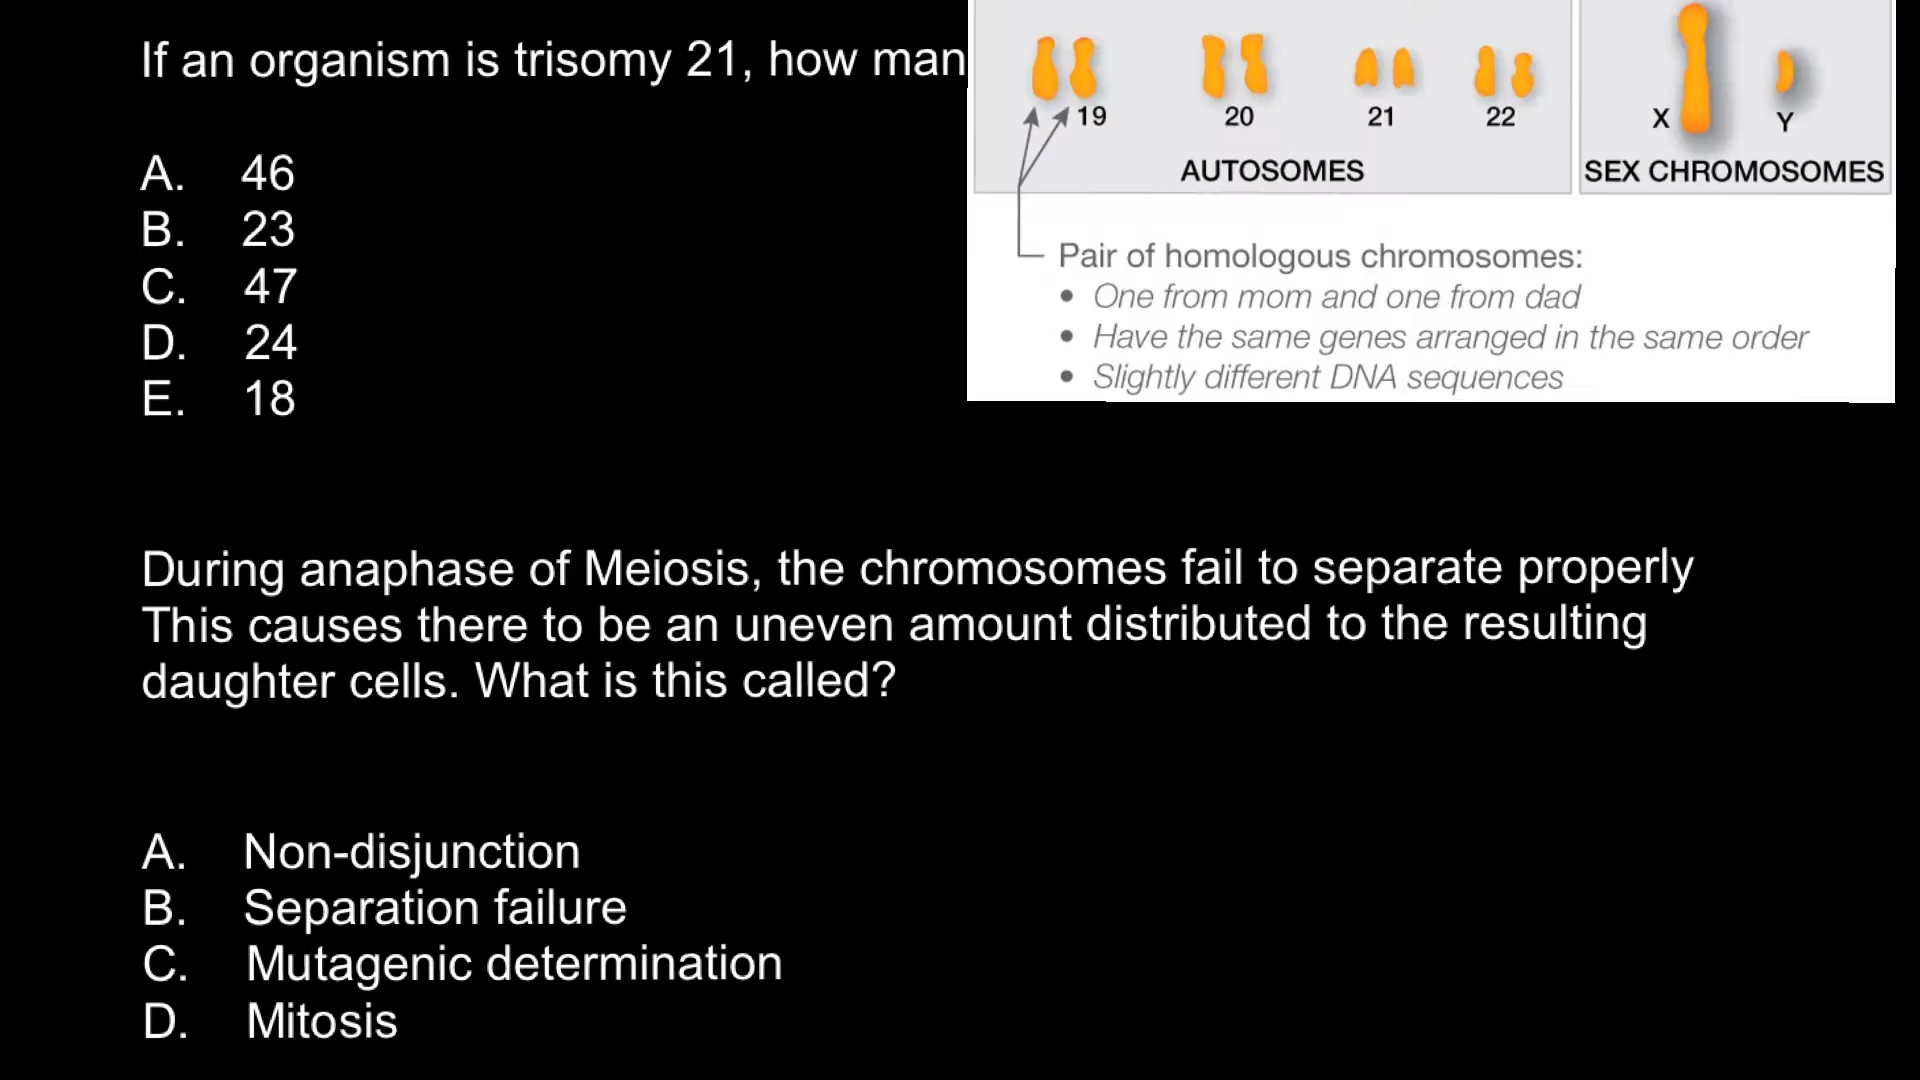 If an organism is trisomy 21, how man
A. 46
B. 23
C. 47
D. 24
E. 18
19 20 21 22
X Y
AUTOSOMES
SEX CHROMOSOMES
Pair of homologous chromosomes:
• One from mom and one from dad
• Have the same genes arranged in the same order
• Slightly different DNA sequences
During anaphase of Meiosis, the chromosomes fail to separate properly
This causes there to be an uneven amount distributed to the resulting
daughter cells. What is this called?
A. Non-disjunction
B. Separation failure
C. Mutagenic determination
D. Mitosis